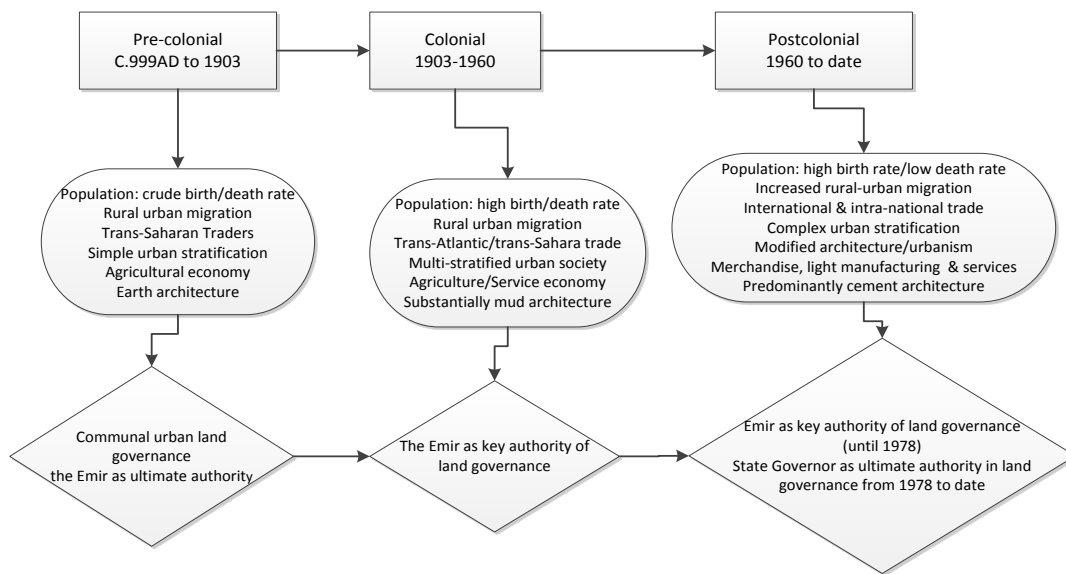 Pre-colonial
C.999AD to 1903
Colonial
1903-1960
Postcolonial
1960 to date
Population: crude birth/death rate
Rural urban migration
Trans-Saharan Traders
Simple urban stratification
Agricultural economy
Earth architecture
Population: high birth/death rate
Rural urban migration
Trans-Atlantic/trans-Sahara trade
Multi-stratified urban society
Agriculture/Service economy
Substantially mud architecture
Population: high birth rate/low death rate
Increased rural-urban migration
International & intra-national trade
Complex urban stratification
Modified architecture/urbanism
Merchandise, light manufacturing & services
Predominantly cement architecture
Communal urban land
governance
the Emir as ultimate authority
The Emir as key authority of
land governance
Emir as key authority of land governance
(until 1978)
State Governor as ultimate authority in land
governance from 1978 to date